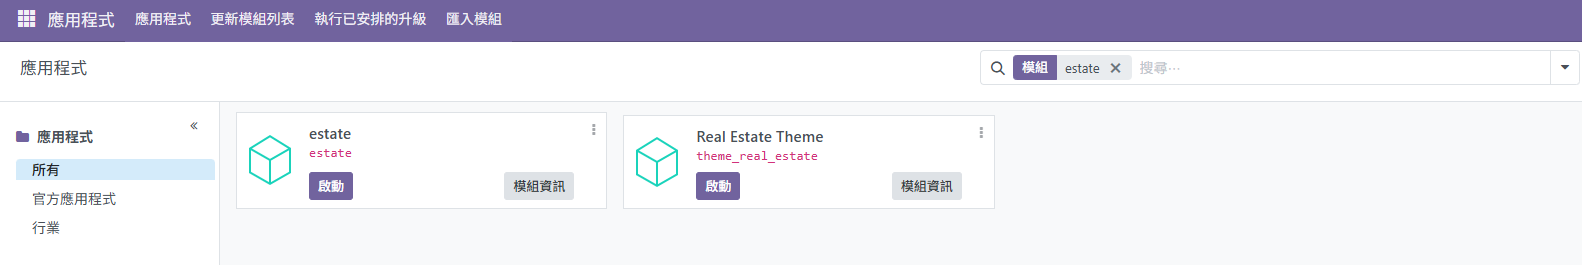 應用程式 應用程式 更新模組列表 執行已安排的升級 匯入模組
應用程式
模組 estate × 搜尋...
«
應用程式
所有
官方應用程式
行業
estate
estate
啟動 模組資訊
Real Estate Theme
theme_real_estate
啟動 模組資訊